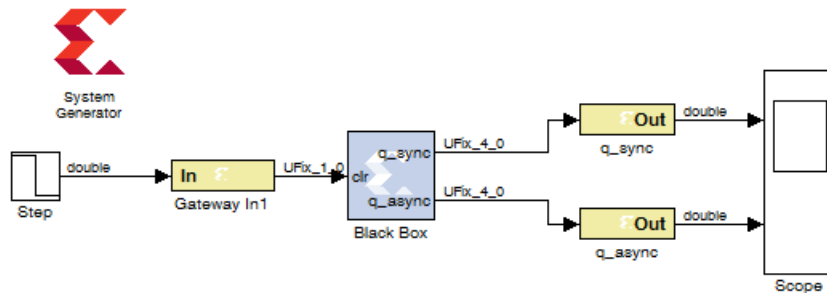 System
Generator
double
Step
In
Gateway In1
UFix_1_0
clr
q_sync
q_async
Black Box
UFix_4_0
UFix_4_0
Out
q_sync
double
Out
q_async
double
Scope